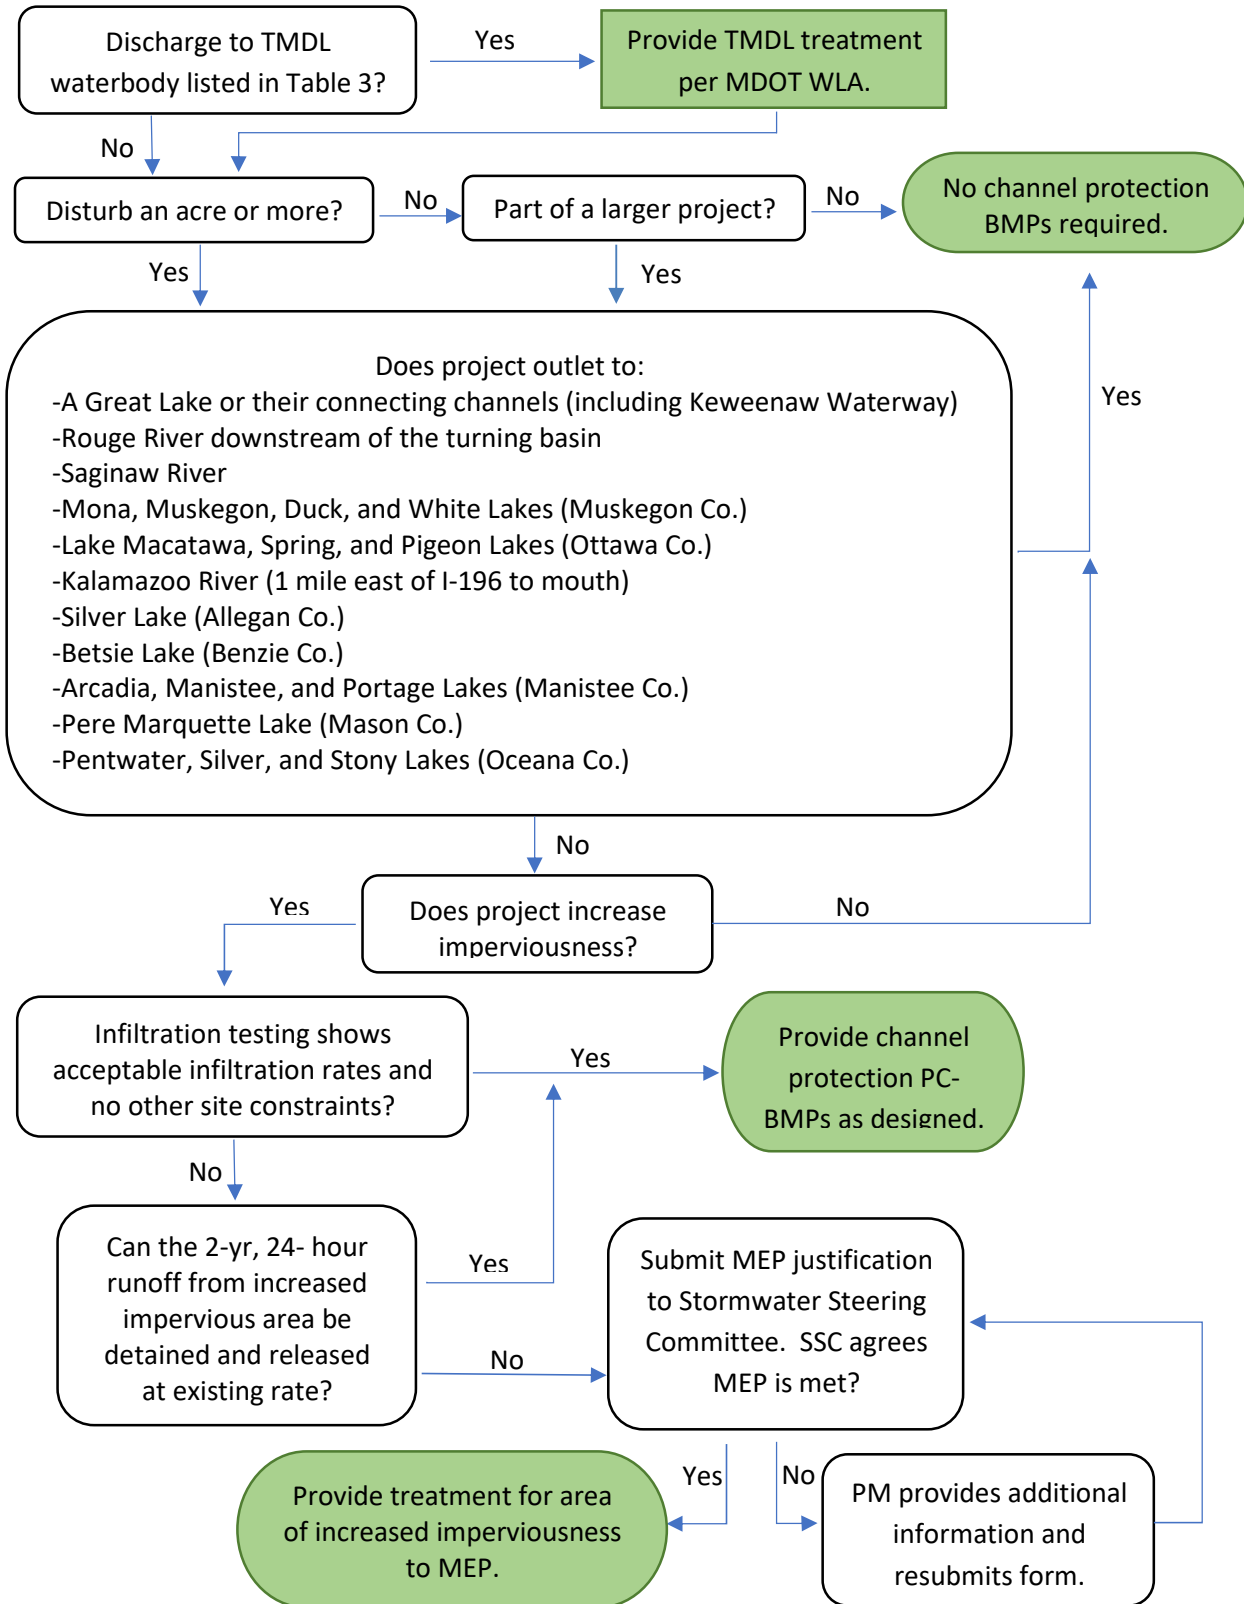 Discharge to TMDL
waterbody listed in Table 3?
Yes
Provide TMDL treatment
per MDOT WLA.
No
Disturb an acre or more?
No
Part of a larger project?
No
No channel protection
BMPs required.
Yes
Yes
Does project outlet to:
-A Great Lake or their connecting channels (including Keweenaw Waterway)
-Rouge River downstream of the turning basin
-Saginaw River
-Mona, Muskegon, Duck, and White Lakes (Muskegon Co.)
-Lake Macatawa, Spring, and Pigeon Lakes (Ottawa Co.)
-Kalamazoo River (1 mile east of I-196 to mouth)
-Silver Lake (Allegan Co.)
-Betsie Lake (Benzie Co.)
-Arcadia, Manistee, and Portage Lakes (Manistee Co.)
-Pere Marquette Lake (Mason Co.)
-Pentwater, Silver, and Stony Lakes (Oceana Co.)
Yes
No
Does project increase
imperviousness?
Yes
No
Infiltration testing shows
acceptable infiltration rates and
no other site constraints?
Yes
Provide channel
protection PC-
BMPs as designed.
No
Can the 2-yr, 24- hour
runoff from increased
impervious area be
detained and released
at existing rate?
Yes
No
Submit MEP justification
to Stormwater Steering
Committee.  SSC agrees
MEP is met?
Yes
No
Provide treatment for area
of increased imperviousness
to MEP.
PM provides additional
information and
resubmits form.